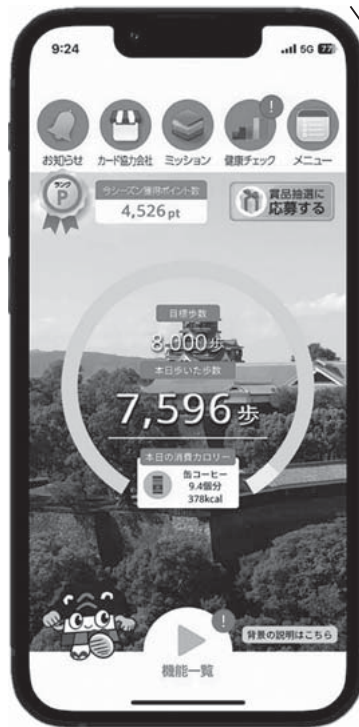 9:24
5G 77
お知らせ カード協力会社 ミッション 健康チェック メニュー
ランク
P
今シーズン獲得ポイント数
4,526 pt
賞品抽選に
応募する
目標歩数
8,000歩
本日歩いた歩数
7,596歩
本日の消費カロリー
缶コーヒー
9.4個分
378kcal
背景の説明はこちら
機能一覧